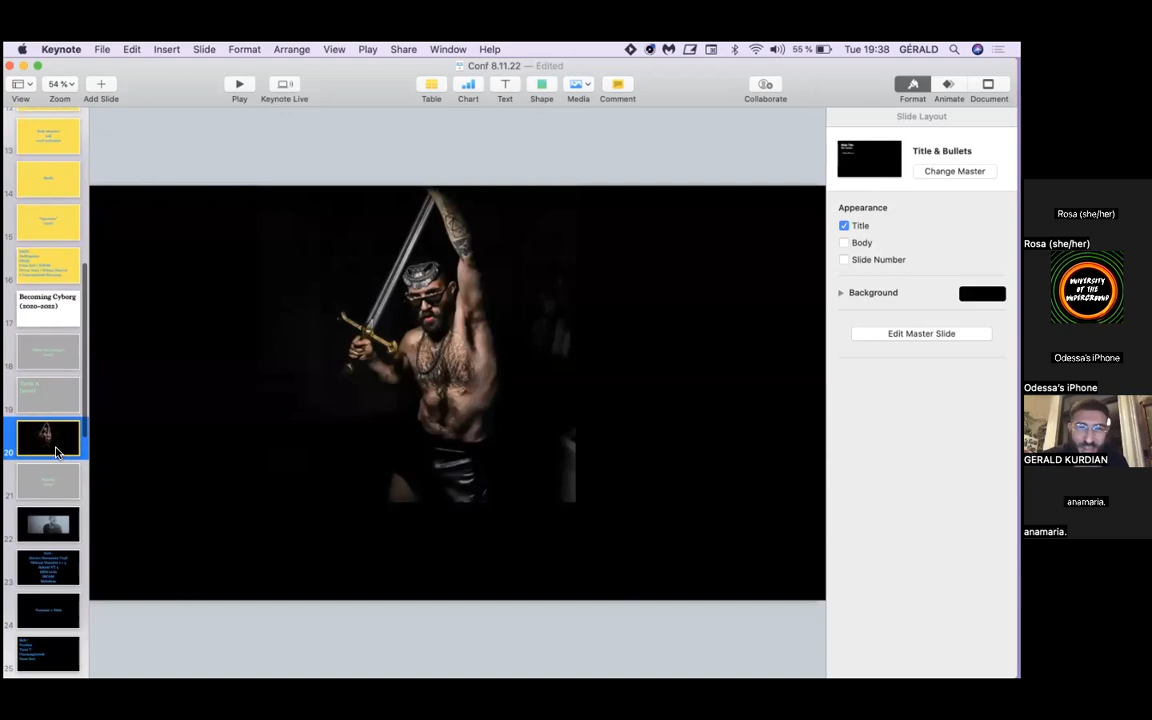 Keynote File Edit Insert Slide Format Arrange View Play Share Window Help 55 % Tue 19:38 GÉRALD
Conf 8.11.22 — Edited
54 %
View Zoom Add Slide Play Keynote Live Table Chart Text Shape Media Comment Collaborate Format Animate Document
Slide Layout
Title & Bullets
Change Master
Appearance
Title
Body
Slide Number
Background
Edit Master Slide
13
14
15
16
Becoming Cyborg
(2020-2022)
17
18
19
20
21
22
23
24
25
Rosa (she/her)
Rosa (she/her)
UNIVERSITY
OF THE
UNDERGROUND
Odessa's iPhone
Odessa's iPhone
GERALD KURDIAN
anamaria.
anamaria.